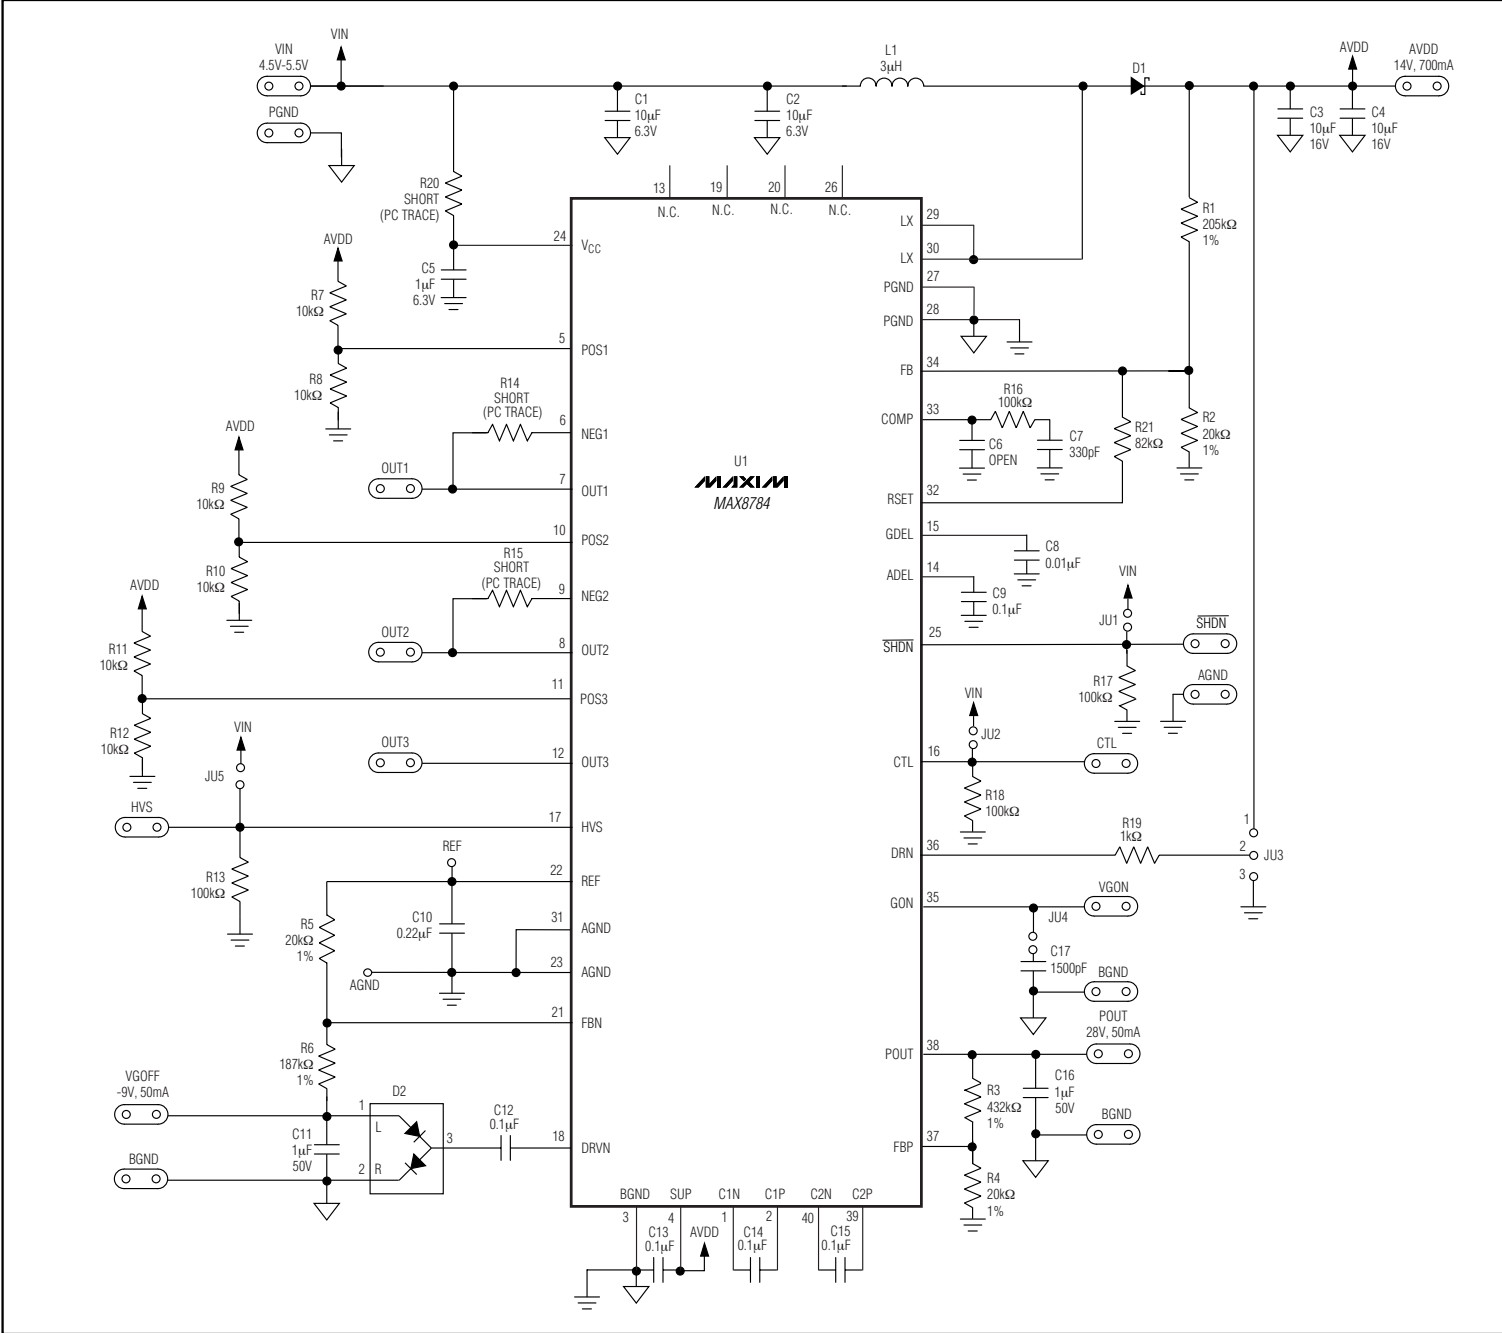 VIN
4.5V-5.5V
VIN
PGND
C1
10µF
6.3V
C2
10µF
6.3V
L1
3µH
D1
AVDD
AVDD
14V, 700mA
C3
10µF
16V
C4
10µF
16V
R20
SHORT
(PC TRACE)
C5
1µF
6.3V
R1
205kΩ
1%
R2
20kΩ
1%
R21
82kΩ
13
N.C.
19
N.C.
20
N.C.
26
N.C.
24
VCC
AVDD
R7
10kΩ
R8
10kΩ
5
POS1
R14
SHORT
(PC TRACE)
6
NEG1
OUT1
7
OUT1
AVDD
R9
10kΩ
R10
10kΩ
10
POS2
R15
SHORT
(PC TRACE)
9
NEG2
OUT2
8
OUT2
AVDD
R11
10kΩ
R12
10kΩ
11
POS3
OUT3
12
OUT3
VIN
JU5
HVS
17
HVS
R13
100kΩ
REF
22
REF
C10
0.22µF
31
AGND
23
AGND
AGND
R5
20kΩ
1%
21
FBN
R6
187kΩ
1%
VGOFF
-9V, 50mA
BGND
C11
1µF
50V
D2
1
L
2
R
3
C12
0.1µF
18
DRVN
U1
MAXIM
MAX8784
LX
29
LX
30
PGND
27
PGND
28
FB
34
COMP
33
R16
100kΩ
C6
OPEN
C7
330pF
RSET
32
GDEL
15
C8
0.01µF
ADEL
14
C9
0.1µF
SHDN
25
VIN
JU1
SHDN
R17
100kΩ
AGND
CTL
16
VIN
JU2
CTL
R18
100kΩ
DRN
36
R19
1kΩ
1
2
3
JU3
GON
35
VGON
JU4
C17
1500pF
BGND
POUT
28V, 50mA
POUT
38
C16
1µF
50V
BGND
R3
432kΩ
1%
FBP
37
R4
20kΩ
1%
BGND
3
SUP
4
C1N
1
C1P
2
C2N
40
C2P
39
C13
0.1µF
AVDD
C14
0.1µF
C15
0.1µF